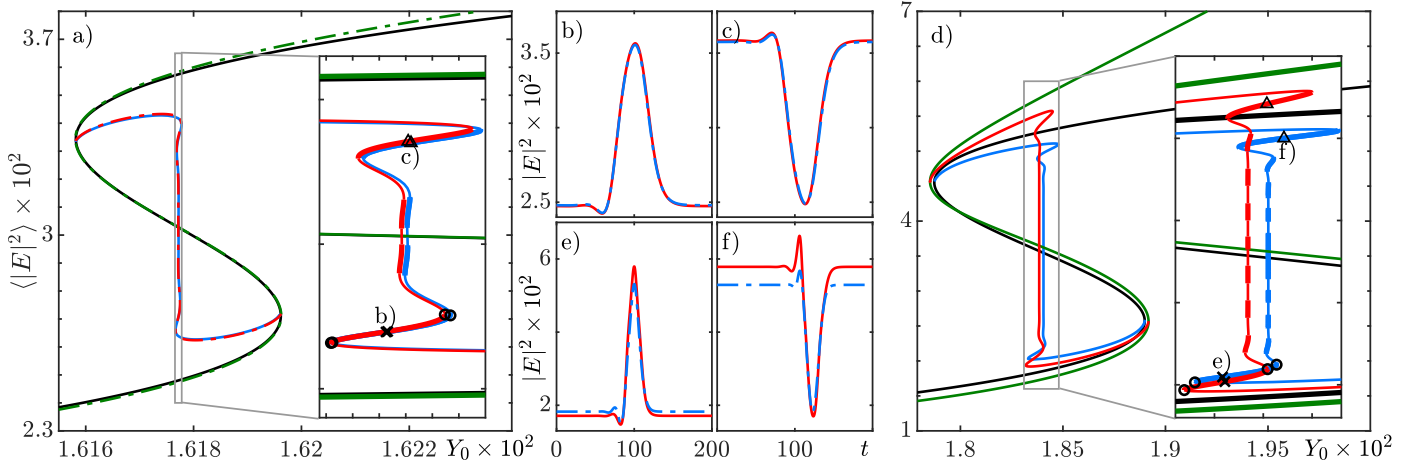 a)
3.7
3
2.3
⟨|E|²⟩ × 10²
1.616
1.618
1.62
1.622
Y₀ × 10²
c)
b)
b)
3.5
2.5
|E|² × 10²
c)
e)
6
2
|E|² × 10²
0
100
200
f)
0
100
t
d)
7
4
1
1.8
1.85
1.9
1.95
Y₀ × 10²
f)
e)